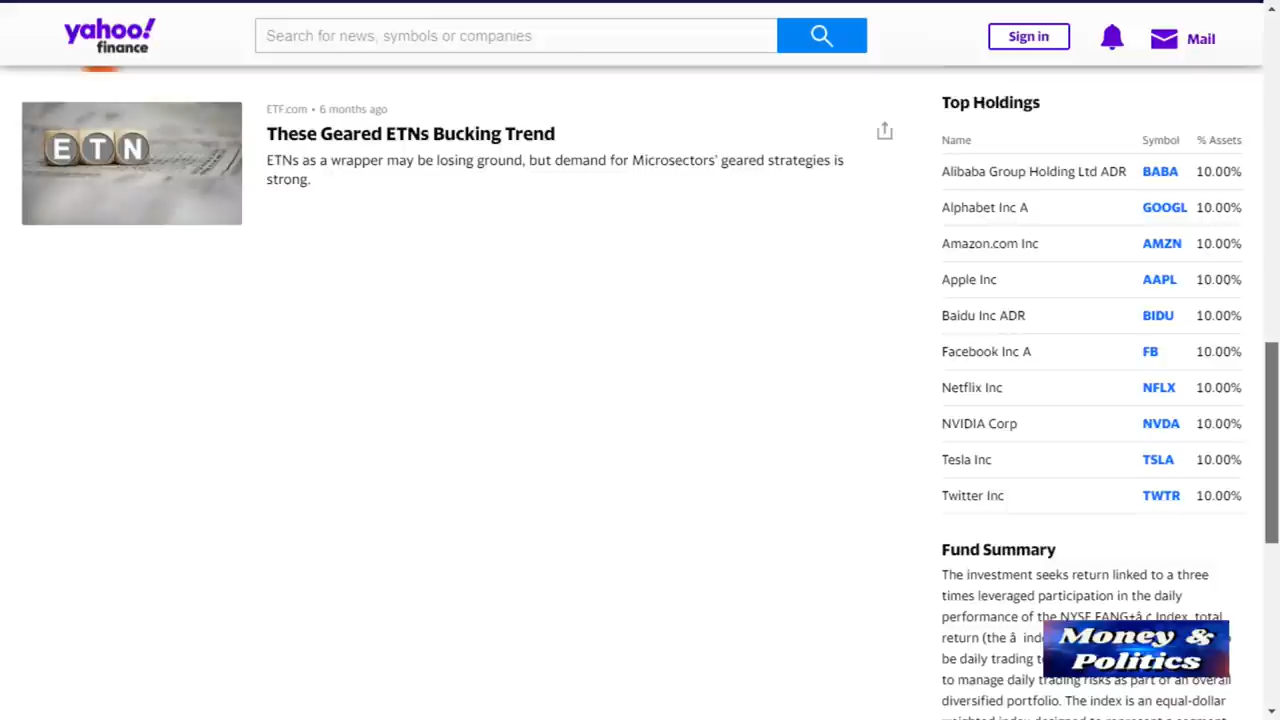 yahoo!
finance
Search for news, symbols or companies
Sign in
Mail
ETN
ETF.com • 6 months ago
These Geared ETNs Bucking Trend
ETNs as a wrapper may be losing ground, but demand for Microsectors' geared strategies is
strong.
Top Holdings
Name Symbol % Assets
Alibaba Group Holding Ltd ADR BABA 10.00%
Alphabet Inc A GOOGL 10.00%
Amazon.com Inc AMZN 10.00%
Apple Inc AAPL 10.00%
Baidu Inc ADR BIDU 10.00%
Facebook Inc A FB 10.00%
Netflix Inc NFLX 10.00%
NVIDIA Corp NVDA 10.00%
Tesla Inc TSLA 10.00%
Twitter Inc TWTR 10.00%
Fund Summary
The investment seeks return linked to a three
times leveraged participation in the daily
performance of the NYSE FANG+â ¢ Index, total
return (the â
be daily trading
to manage daily trading risks as part of an overall
diversified portfolio. The index is an equal-dollar
Money &
Politics